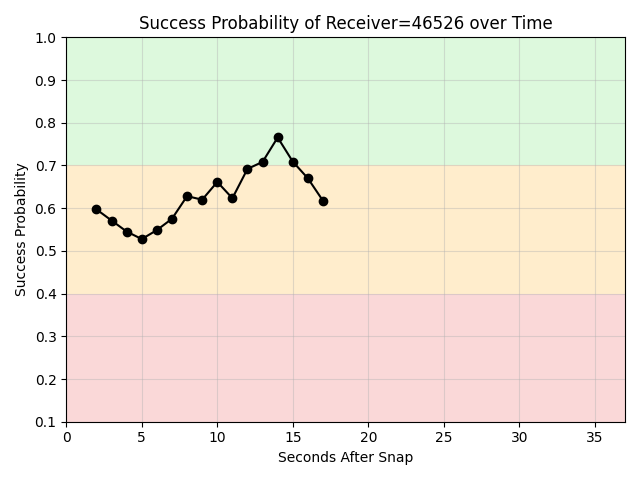 Success Probability of Receiver=46526 over Time
1.0
0.9
0.8
0.7
0.6
0.5
0.4
0.3
0.2
0.1
Success Probability
0 5 10 15 20 25 30 35
Seconds After Snap